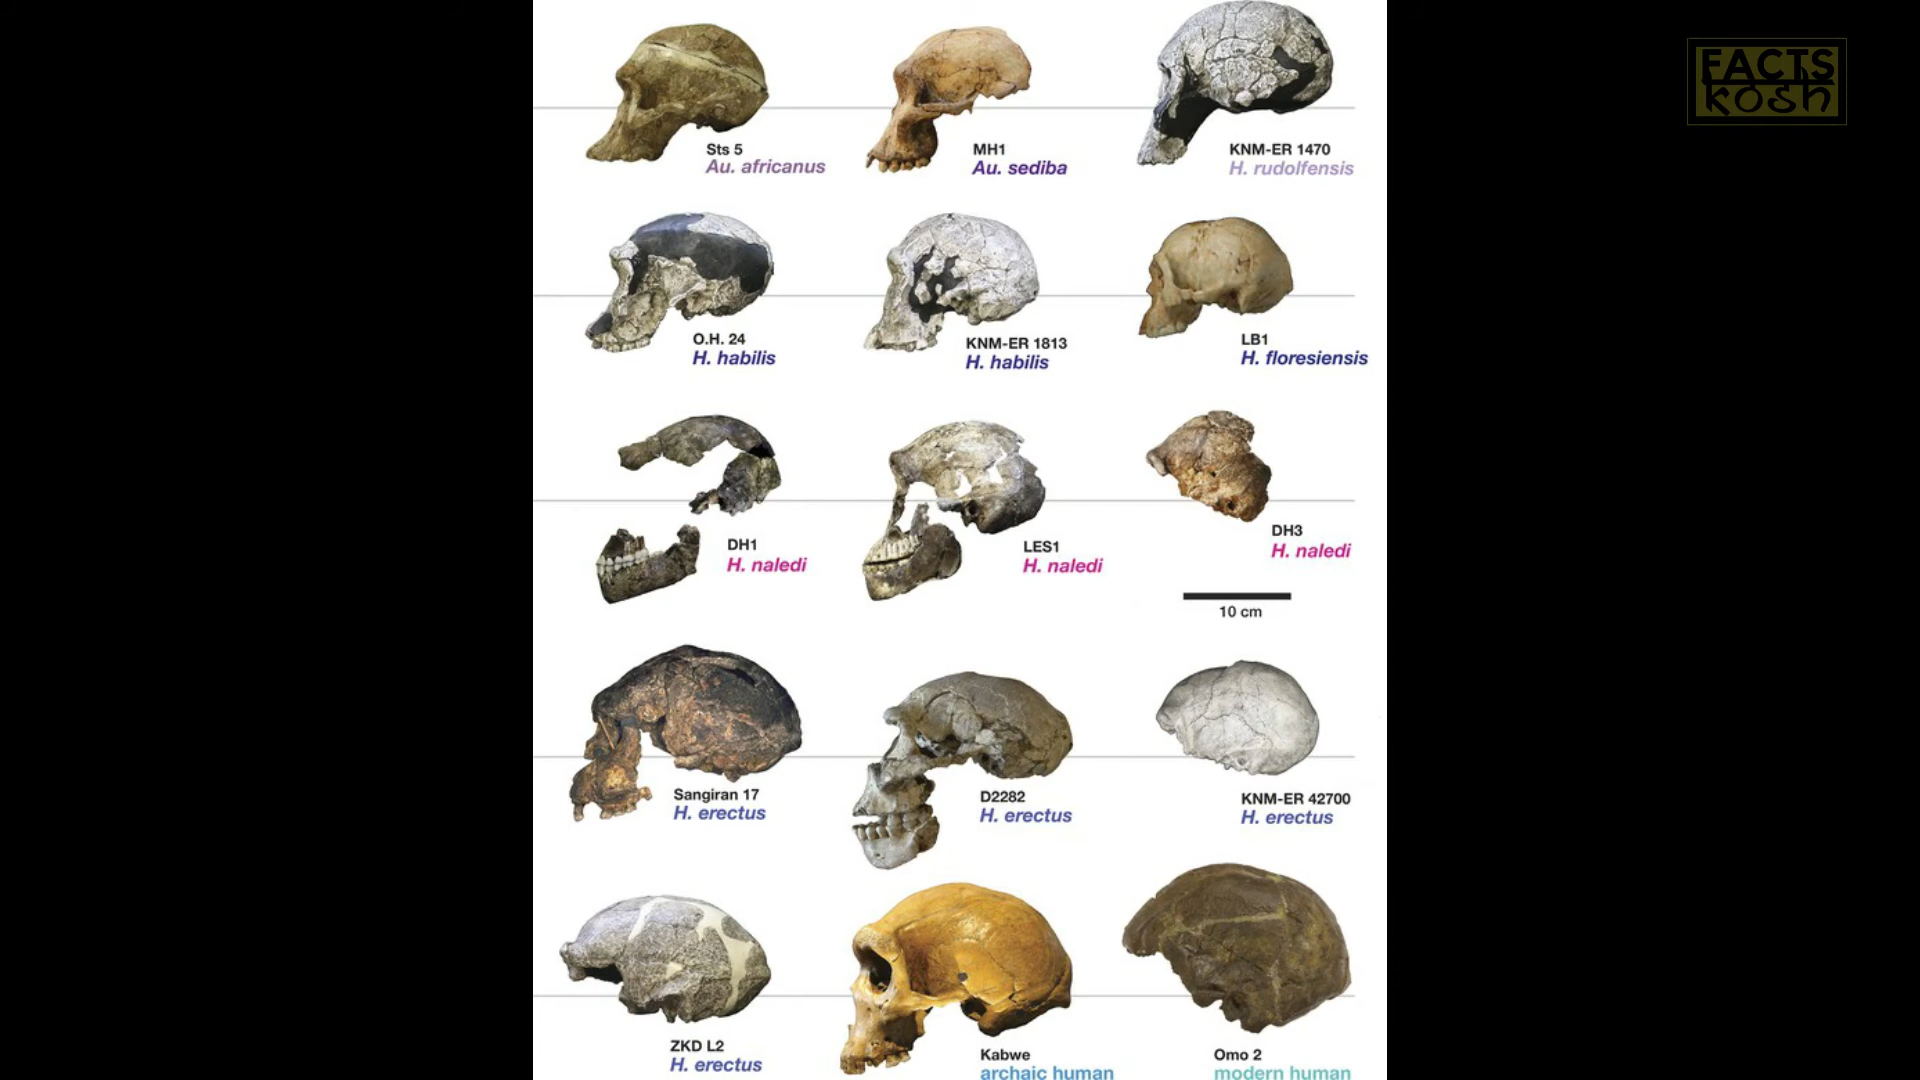 FACTS
kosh
Sts 5
Au. africanus
MH1
Au. sediba
KNM-ER 1470
H. rudolfensis
O.H. 24
H. habilis
KNM-ER 1813
H. habilis
LB1
H. floresiensis
DH1
H. naledi
LES1
H. naledi
DH3
H. naledi
10 cm
Sangiran 17
H. erectus
D2282
H. erectus
KNM-ER 42700
H. erectus
ZKD L2
H. erectus
Kabwe
archaic human
Omo 2
modern human